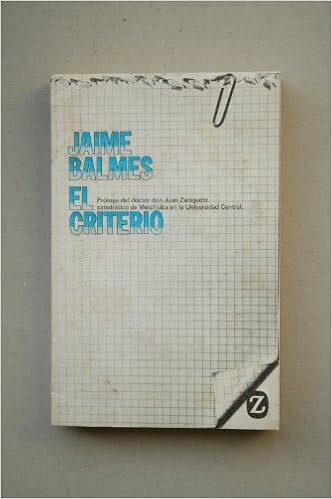 JAIME
BALMES
EL
CRITERIO
Prólogo del doctor don Juan Zaragüeta
catedrático de Metafísica en la Universidad Central.
Z